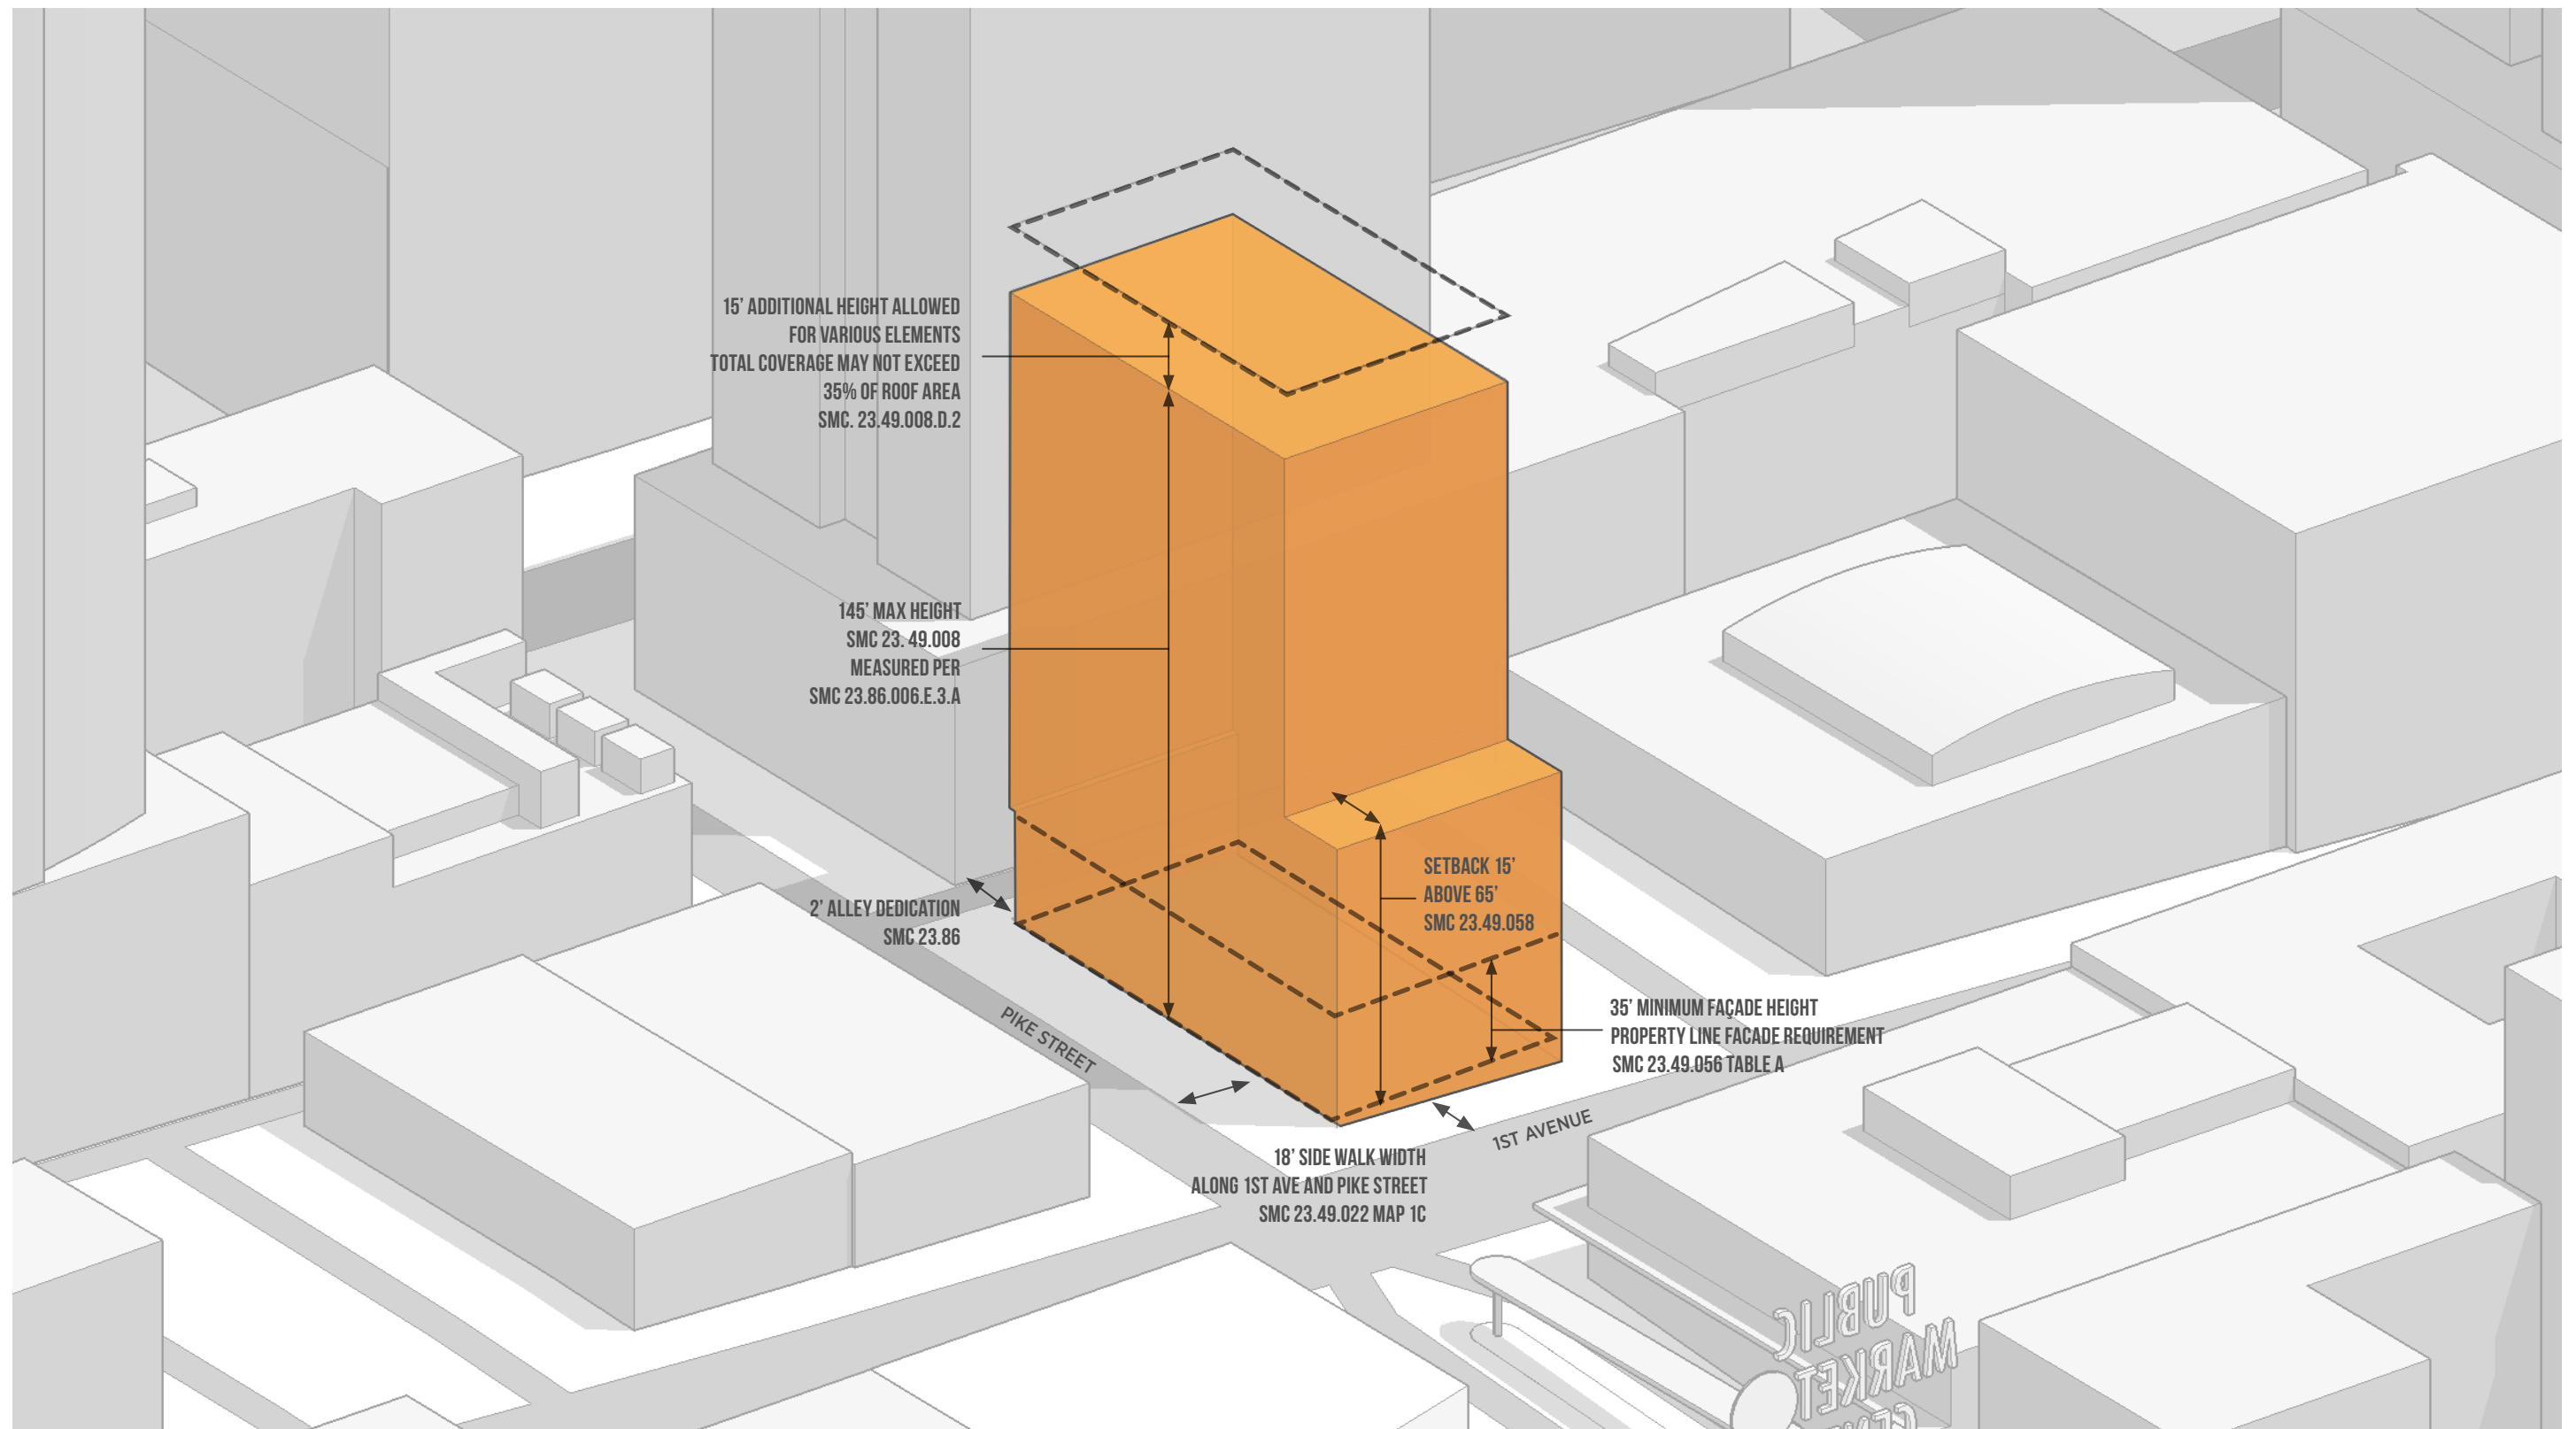 15’ ADDITIONAL HEIGHT ALLOWED
FOR VARIOUS ELEMENTS
TOTAL COVERAGE MAY NOT EXCEED
35% OF ROOF AREA
SMC. 23.49.008.D.2
145’ MAX HEIGHT
SMC 23. 49.008
MEASURED PER
SMC 23.86.006.E.3.A
2’ ALLEY DEDICATION
SMC 23.86
SETBACK 15’
ABOVE 65’
SMC 23.49.058
35’ MINIMUM FAÇADE HEIGHT
PROPERTY LINE FACADE REQUIREMENT
SMC 23.49.056 TABLE A
PIKE STREET
1ST AVENUE
18’ SIDE WALK WIDTH
ALONG 1ST AVE AND PIKE STREET
SMC 23.49.022 MAP 1C
PUBLIC
MARKET